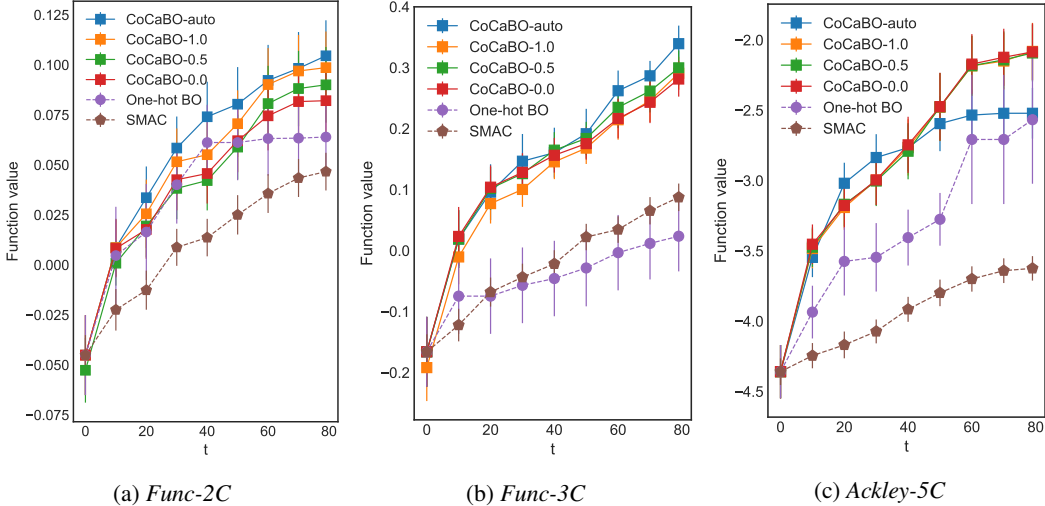 0.125
0.100
0.075
0.050
0.025
0.000
−0.025
−0.050
−0.075
Function value
CoCaBO-auto
CoCaBO-1.0
CoCaBO-0.5
CoCaBO-0.0
One-hot BO
SMAC
0 20 40 60 80
t
(a) Func-2C
0.4
0.3
0.2
0.1
0.0
−0.1
−0.2
Function value
CoCaBO-auto
CoCaBO-1.0
CoCaBO-0.5
CoCaBO-0.0
One-hot BO
SMAC
0 20 40 60 80
t
(b) Func-3C
−2.0
−2.5
−3.0
−3.5
−4.0
−4.5
Function value
CoCaBO-auto
CoCaBO-1.0
CoCaBO-0.5
CoCaBO-0.0
One-hot BO
SMAC
0 20 40 60 80
t
(c) Ackley-5C